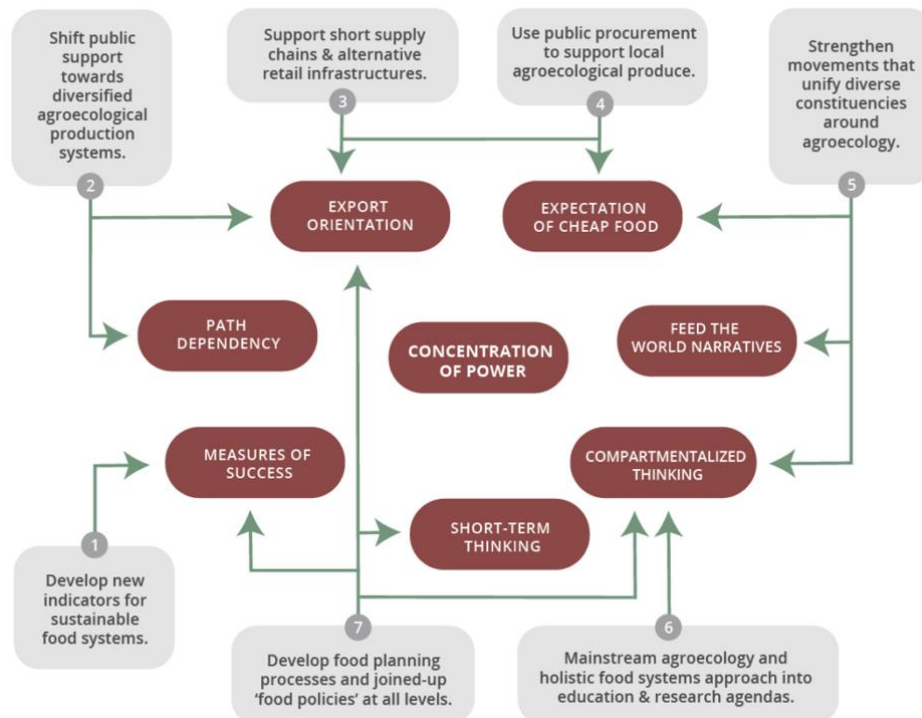 Shift public
support
towards
diversified
agroecological
production
systems.
2
Support short supply
chains & alternative
retail infrastructures.
3
Use public procurement
to support local
agroecological produce.
4
Strengthen
movements that
unify diverse
constituencies
around
agroecology.
5
EXPORT
ORIENTATION
EXPECTATION
OF CHEAP FOOD
PATH
DEPENDENCY
CONCENTRATION
OF POWER
FEED THE
WORLD NARRATIVES
MEASURES OF
SUCCESS
COMPARTMENTALIZED
THINKING
SHORT-TERM
THINKING
1
Develop new
indicators for
sustainable
food systems.
7
Develop food planning
processes and joined-up
‘food policies’ at all levels.
6
Mainstream agroecology and
holistic food systems approach into
education & research agendas.